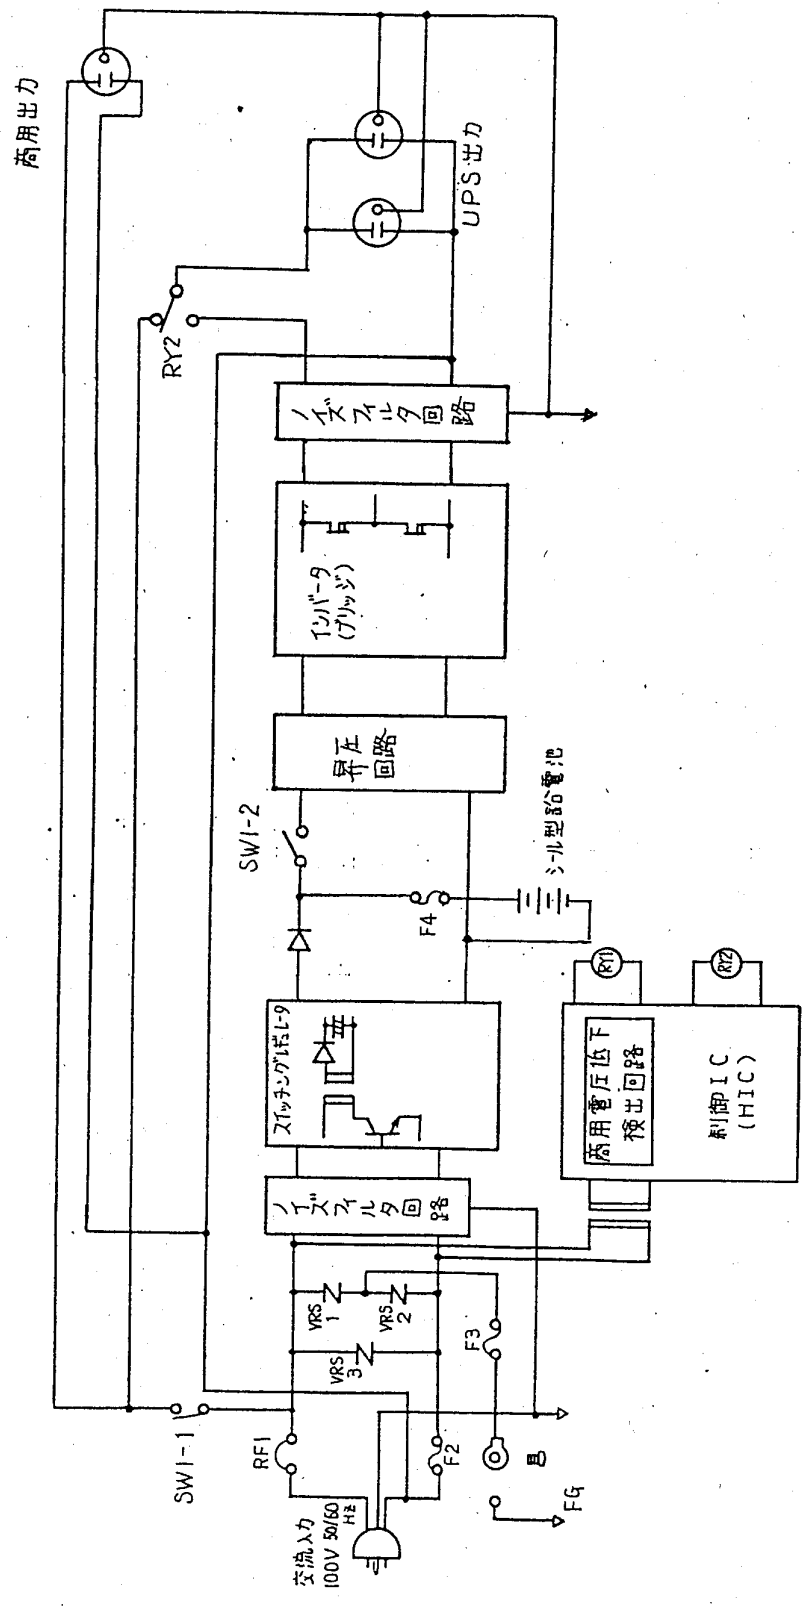 商用出力
UPS出力
RY2
ノイズフィルタ回路
インバータ
(ブリッジ)
昇圧
回路
SW1-2
シール型鉛電池
F4
スイッチングレギュレータ
RY1
RY2
商用電圧低下
検出回路
制御IC
(HIC)
ノイズフィルタ回路
VRS
1
VRS
2
VRS
3
F3
SW1-1
RF1
F2
FG
交流入力
100V 50/60
Hz